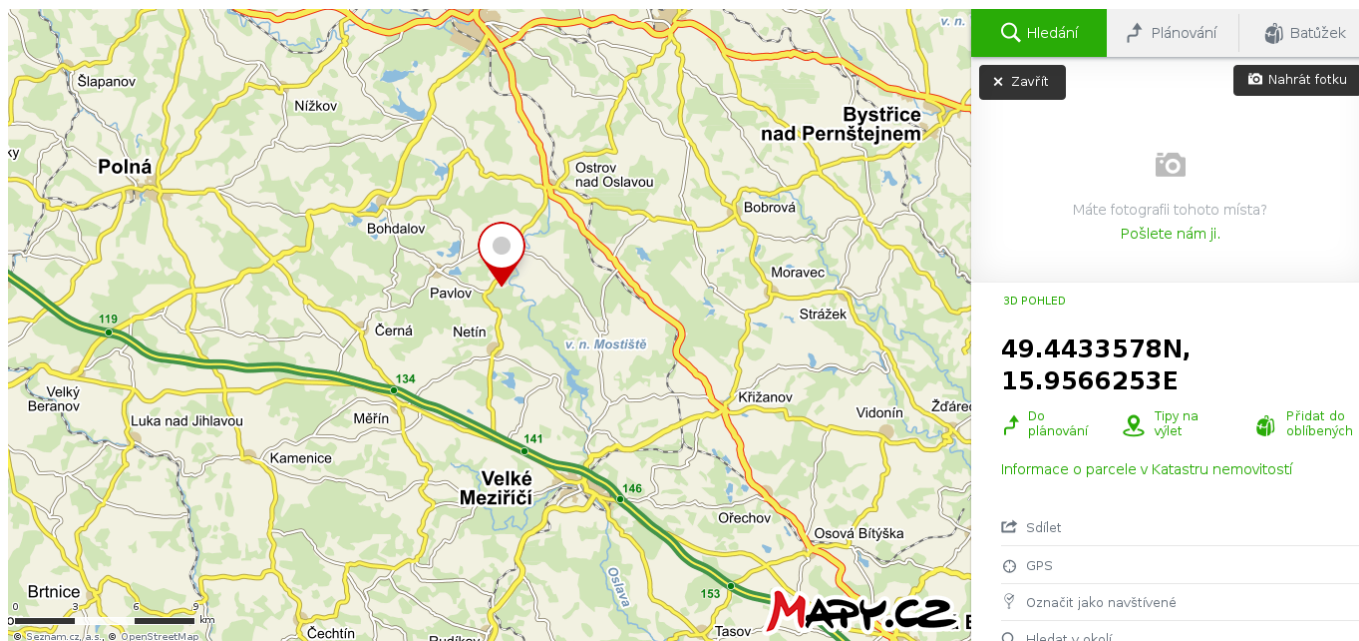 v. n.
Šlapanov
Nížkov
Bystřice
nad Pernštejnem
ky
Polná
Ostrov
nad Oslavou
Bobrová
Bohdalov
Moravec
Pavlov
Strážek
119
Černá
Netín
v. n. Mostiště
134
Velký
Beranov
Křižanov
Luka nad Jihlavou
Měřín
Vidonín
Žďárec
141
Kamenice
Velké
Meziříčí
146
Ořechov
Osová Bítýška
Oslava
Brtnice
153
0 3 6 9
km
Čechtín
Rudíkov
Tasov
MAPY.CZ
© Seznam.cz, a.s., © OpenStreetMap
Hledání
Plánování
Batůžek
× Zavřít
Nahrát fotku
Máte fotografii tohoto místa?
Pošlete nám ji.
3D POHLED
49.4433578N,
15.9566253E
Do
plánování
Tipy na
výlet
Přidat do
oblíbených
Informace o parcele v Katastru nemovitostí
Sdílet
GPS
Označit jako navštívené
Hledat v okolí